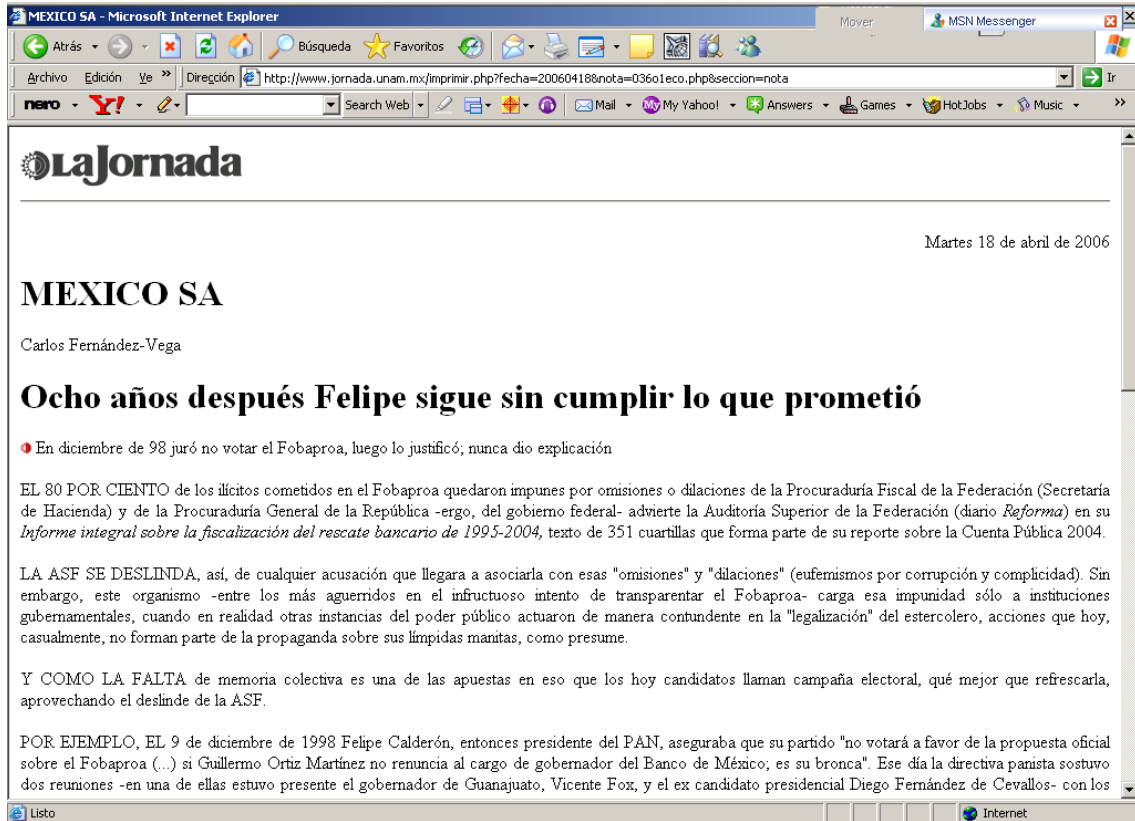 MEXICO SA - Microsoft Internet Explorer
Mover
MSN Messenger
Atrás
Búsqueda
Favoritos
Archivo Edición Ve » Dirección http://www.jornada.unam.mx/imprimir.php?fecha=20060418&nota=036o1eco.php&seccion=nota Ir
nero Y! Search Web Mail My Yahoo! Answers Games HotJobs Music »
LaJornada
Martes 18 de abril de 2006
MEXICO SA
Carlos Fernández-Vega
Ocho años después Felipe sigue sin cumplir lo que prometió
En diciembre de 98 juró no votar el Fobaproa, luego lo justificó; nunca dio explicación
EL 80 POR CIENTO de los ilícitos cometidos en el Fobaproa quedaron impunes por omisiones o dilaciones de la Procuraduría Fiscal de la Federación (Secretaría
de Hacienda) y de la Procuraduría General de la República -ergo, del gobierno federal- advierte la Auditoría Superior de la Federación (diario Reforma) en su
Informe integral sobre la fiscalización del rescate bancario de 1995-2004, texto de 351 cuartillas que forma parte de su reporte sobre la Cuenta Pública 2004.
LA ASF SE DESLINDA, así, de cualquier acusación que llegara a asociarla con esas "omisiones" y "dilaciones" (eufemismos por corrupción y complicidad). Sin
embargo, este organismo -entre los más aguerridos en el infructuoso intento de transparentar el Fobaproa- carga esa impunidad sólo a instituciones
gubernamentales, cuando en realidad otras instancias del poder público actuaron de manera contundente en la "legalización" del estercolero, acciones que hoy,
casualmente, no forman parte de la propaganda sobre sus límpidas manitas, como presume.
Y COMO LA FALTA de memoria colectiva es una de las apuestas en eso que los hoy candidatos llaman campaña electoral, qué mejor que refrescarla,
aprovechando el deslinde de la ASF.
POR EJEMPLO, EL 9 de diciembre de 1998 Felipe Calderón, entonces presidente del PAN, aseguraba que su partido "no votará a favor de la propuesta oficial
sobre el Fobaproa (...) si Guillermo Ortiz Martínez no renuncia al cargo de gobernador del Banco de México; es su bronca". Ese día la directiva panista sostuvo
dos reuniones -en una de ellas estuvo presente el gobernador de Guanajuato, Vicente Fox, y el ex candidato presidencial Diego Fernández de Cevallos- con los
Listo
Internet